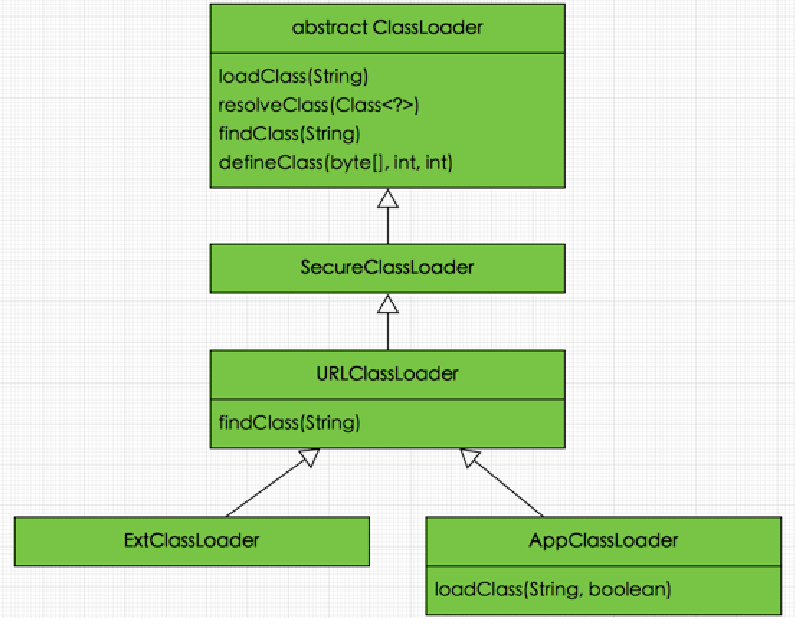 abstract ClassLoader
loadClass(String)
resolveClass(Class<?>)
findClass(String)
defineClass(byte[], int, int)
SecureClassLoader
URLClassLoader
findClass(String)
ExtClassLoader
AppClassLoader
loadClass(String, boolean)